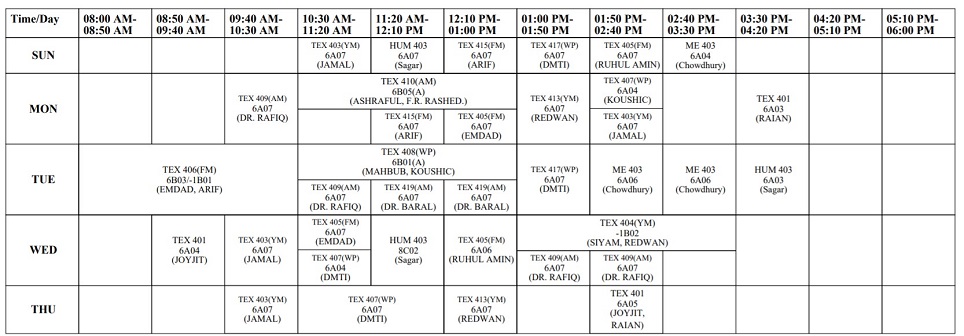 Time/Day
08:00 AM-
08:50 AM
08:50 AM-
09:40 AM
09:40 AM-
10:30 AM
10:30 AM-
11:20 AM
11:20 AM-
12:10 PM
12:10 PM-
01:00 PM
01:00 PM-
01:50 PM
01:50 PM-
02:40 PM
02:40 PM-
03:30 PM
03:30 PM-
04:20 PM
04:20 PM-
05:10 PM
05:10 PM-
06:00 PM
SUN
TEX 403(YM)
6A07
(JAMAL)
HUM 403
6A07
(Sagar)
TEX 415(FM)
6A07
(ARIF)
TEX 417(WP)
6A07
(DMTI)
TEX 405(FM)
6A07
(RUHUL AMIN)
ME 403
6A04
(Chowdhury)
MON
TEX 409(AM)
6A07
(DR. RAFIQ)
TEX 410(AM)
6B05(A)
(ASHRAFUL, F.R. RASHED.)
TEX 415(FM)
6A07
(ARIF)
TEX 405(FM)
6A07
(EMDAD)
TEX 413(YM)
6A07
(REDWAN)
TEX 407(WP)
6A04
(KOUSHIC)
TEX 403(YM)
6A07
(JAMAL)
TEX 401
6A03
(RAIAN)
TUE
TEX 406(FM)
6B03/-1B01
(EMDAD, ARIF)
TEX 408(WP)
6B01(A)
(MAHBUB, KOUSHIC)
TEX 409(AM)
6A07
(DR. RAFIQ)
TEX 419(AM)
6A07
(DR. BARAL)
TEX 419(AM)
6A07
(DR. BARAL)
TEX 417(WP)
6A07
(DMTI)
ME 403
6A06
(Chowdhury)
ME 403
6A06
(Chowdhury)
HUM 403
6A03
(Sagar)
WED
TEX 401
6A04
(JOYJIT)
TEX 403(YM)
6A07
(JAMAL)
TEX 405(FM)
6A07
(EMDAD)
TEX 407(WP)
6A04
(DMTI)
HUM 403
8C02
(Sagar)
TEX 405(FM)
6A06
(RUHUL AMIN)
TEX 404(YM)
-1B02
(SIYAM, REDWAN)
TEX 409(AM)
6A07
(DR. RAFIQ)
TEX 409(AM)
6A07
(DR. RAFIQ)
THU
TEX 403(YM)
6A07
(JAMAL)
TEX 407(WP)
6A07
(DMTI)
TEX 413(YM)
6A07
(REDWAN)
TEX 401
6A05
(JOYJIT,
RAIAN)